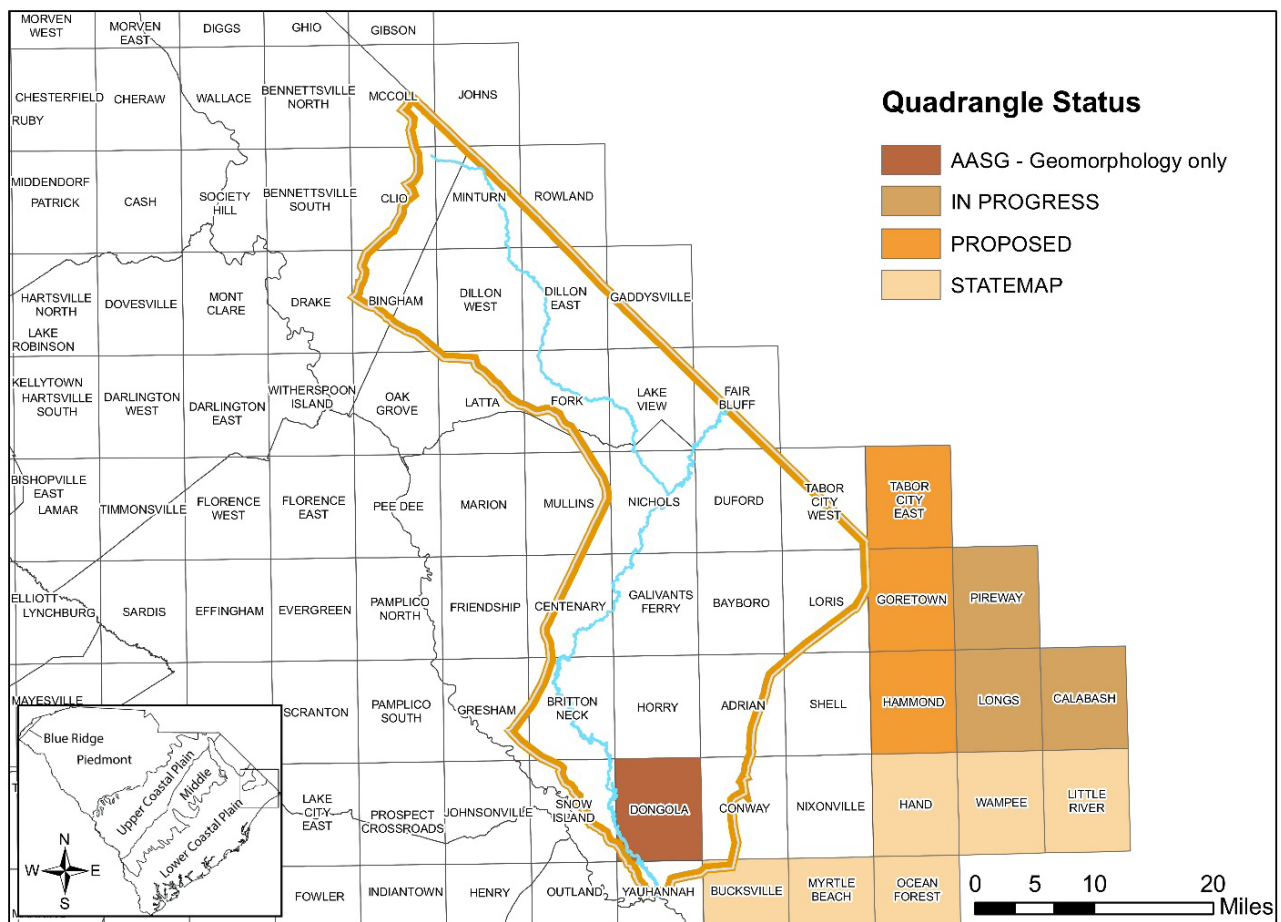 MORVEN
WEST
MORVEN
EAST
DIGGS
GHIO
GIBSON
CHESTERFIELD
RUBY
CHERAW
WALLACE
BENNETTSVILLE
NORTH
MCCOLL
JOHNS
Quadrangle Status
AASG - Geomorphology only
IN PROGRESS
PROPOSED
STATEMAP
MIDDENDORF
PATRICK
CASH
SOCIETY
HILL
BENNETTSVILLE
SOUTH
CLIO
MINTURN
ROWLAND
HARTSVILLE
NORTH
LAKE
ROBINSON
DOVESVILLE
MONT
CLARE
DRAKE
BINGHAM
DILLON
WEST
DILLON
EAST
GADDYSVILLE
KELLYTOWN
HARTSVILLE
SOUTH
DARLINGTON
WEST
DARLINGTON
EAST
WITHERSPOON
ISLAND
OAK
GROVE
LATTA
FORK
LAKE
VIEW
FAIR
BLUFF
BISHOPVILLE
EAST
LAMAR
TIMMONSVILLE
FLORENCE
WEST
FLORENCE
EAST
PEE DEE
MARION
MULLINS
NICHOLS
DUFORD
TABOR
CITY
WEST
TABOR
CITY
EAST
ELLIOTT
LYNCHBURG
SARDIS
EFFINGHAM
EVERGREEN
PAMPLICO
NORTH
FRIENDSHIP
CENTENARY
GALIVANTS
FERRY
BAYBORO
LORIS
GORETOWN
PIREWAY
MAYESVILLE
SCRANTON
PAMPLICO
SOUTH
GRESHAM
BRITTON
NECK
HORRY
ADRIAN
SHELL
HAMMOND
LONGS
CALABASH
LAKE
CITY
EAST
PROSPECT
CROSSROADS
JOHNSONVILLE
SNOW
ISLAND
DONGOLA
CONWAY
NIXONVILLE
HAND
WAMPEE
LITTLE
RIVER
FOWLER
INDIANTOWN
HENRY
OUTLAND
YAUHANNAH
BUCKSVILLE
MYRTLE
BEACH
OCEAN
FOREST
Blue Ridge
Piedmont
Upper Coastal Plain
Middle
Lower Coastal Plain
N
W
E
S
0 5 10 20
Miles